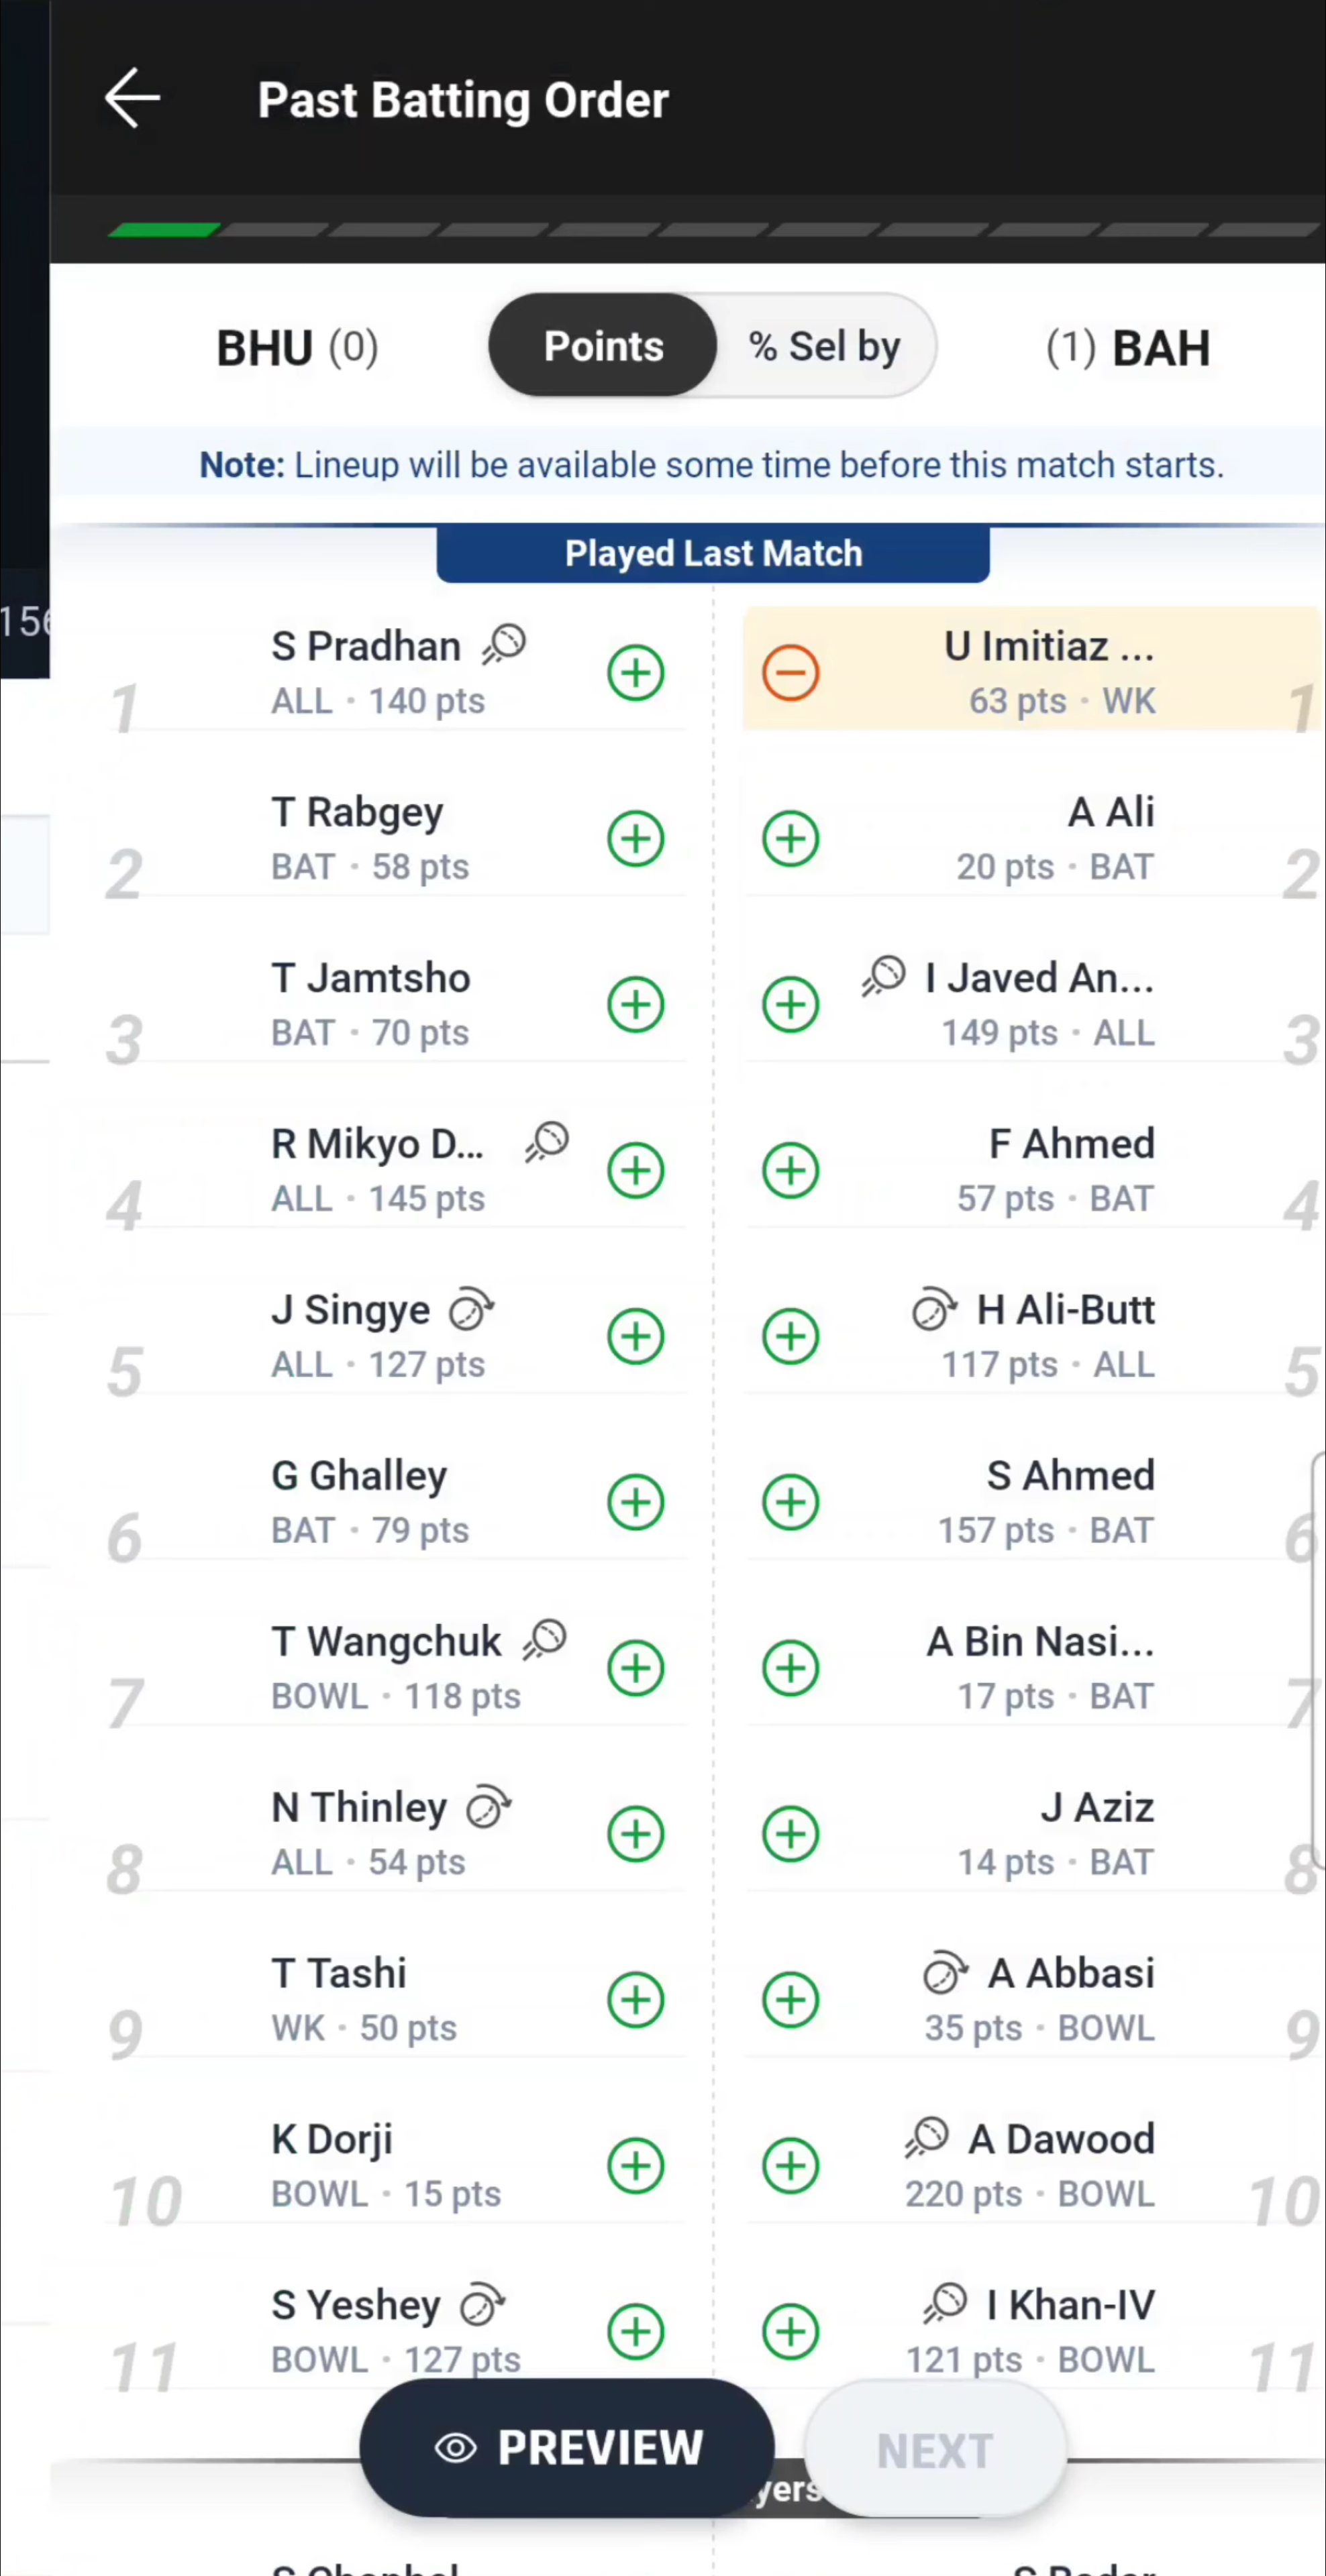 Past Batting Order
BHU (0) Points % Sel by (1) BAH
Note: Lineup will be available some time before this match starts.
Played Last Match
156
1 S Pradhan
ALL · 140 pts
U Imitiaz ...
63 pts · WK 1
2 T Rabgey
BAT · 58 pts
A Ali
20 pts · BAT 2
3 T Jamtsho
BAT · 70 pts
I Javed An...
149 pts · ALL 3
4 R Mikyo D...
ALL · 145 pts
F Ahmed
57 pts · BAT 4
5 J Singye
ALL · 127 pts
H Ali-Butt
117 pts · ALL 5
6 G Ghalley
BAT · 79 pts
S Ahmed
157 pts · BAT 6
7 T Wangchuk
BOWL · 118 pts
A Bin Nasi...
17 pts · BAT 7
8 N Thinley
ALL · 54 pts
J Aziz
14 pts · BAT 8
9 T Tashi
WK · 50 pts
A Abbasi
35 pts · BOWL 9
10 K Dorji
BOWL · 15 pts
A Dawood
220 pts · BOWL 10
11 S Yeshey
BOWL · 127 pts
I Khan-IV
121 pts · BOWL 11
PREVIEW NEXT
yers